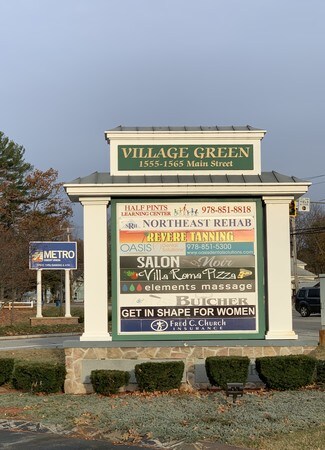 VILLAGE GREEN
1555-1565 Main Street
HALF PINTS
LEARNING CENTER
978-851-8818
NORTHEAST REHAB
REVERE TANNING
OASIS
978-851-5300
SALON Noir
Villa Roma Pizza
elements massage
BUTCHER
GET IN SHAPE FOR WOMEN
Fred C. Church
INSURANCE
METRO